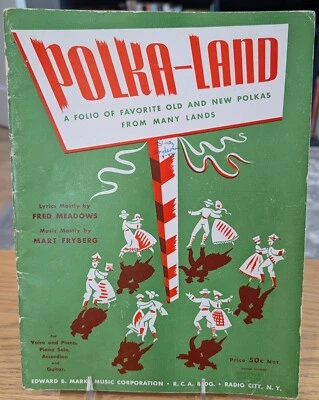 POLKA-LAND
A FOLIO OF FAVORITE OLD AND NEW POLKAS
FROM MANY LANDS
Lyrics Mostly by
FRED MEADOWS
Music Mostly by
MART FRYBERG
For
Voice and Piano,
Piano Solo,
Accordion
and
Guitar.
Price 50¢ Net
EDWARD B. MARKS MUSIC CORPORATION • R.C.A. BLDG. • RADIO CITY, N.Y.